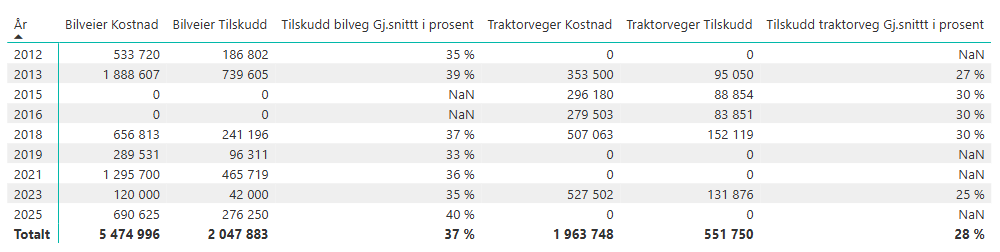 År Bilveier Kostnad Bilveier Tilskudd Tilskudd bilveg Gj.snittt i prosent Traktorveger Kostnad Traktorveger Tilskudd Tilskudd traktorveg Gj.snittt i prosent
2012 533 720 186 802 35 % 0 0 NaN
2013 1 888 607 739 605 39 % 353 500 95 050 27 %
2015 0 0 NaN 296 180 88 854 30 %
2016 0 0 NaN 279 503 83 851 30 %
2018 656 813 241 196 37 % 507 063 152 119 30 %
2019 289 531 96 311 33 % 0 0 NaN
2021 1 295 700 465 719 36 % 0 0 NaN
2023 120 000 42 000 35 % 527 502 131 876 25 %
2025 690 625 276 250 40 % 0 0 NaN
Totalt 5 474 996 2 047 883 37 % 1 963 748 551 750 28 %